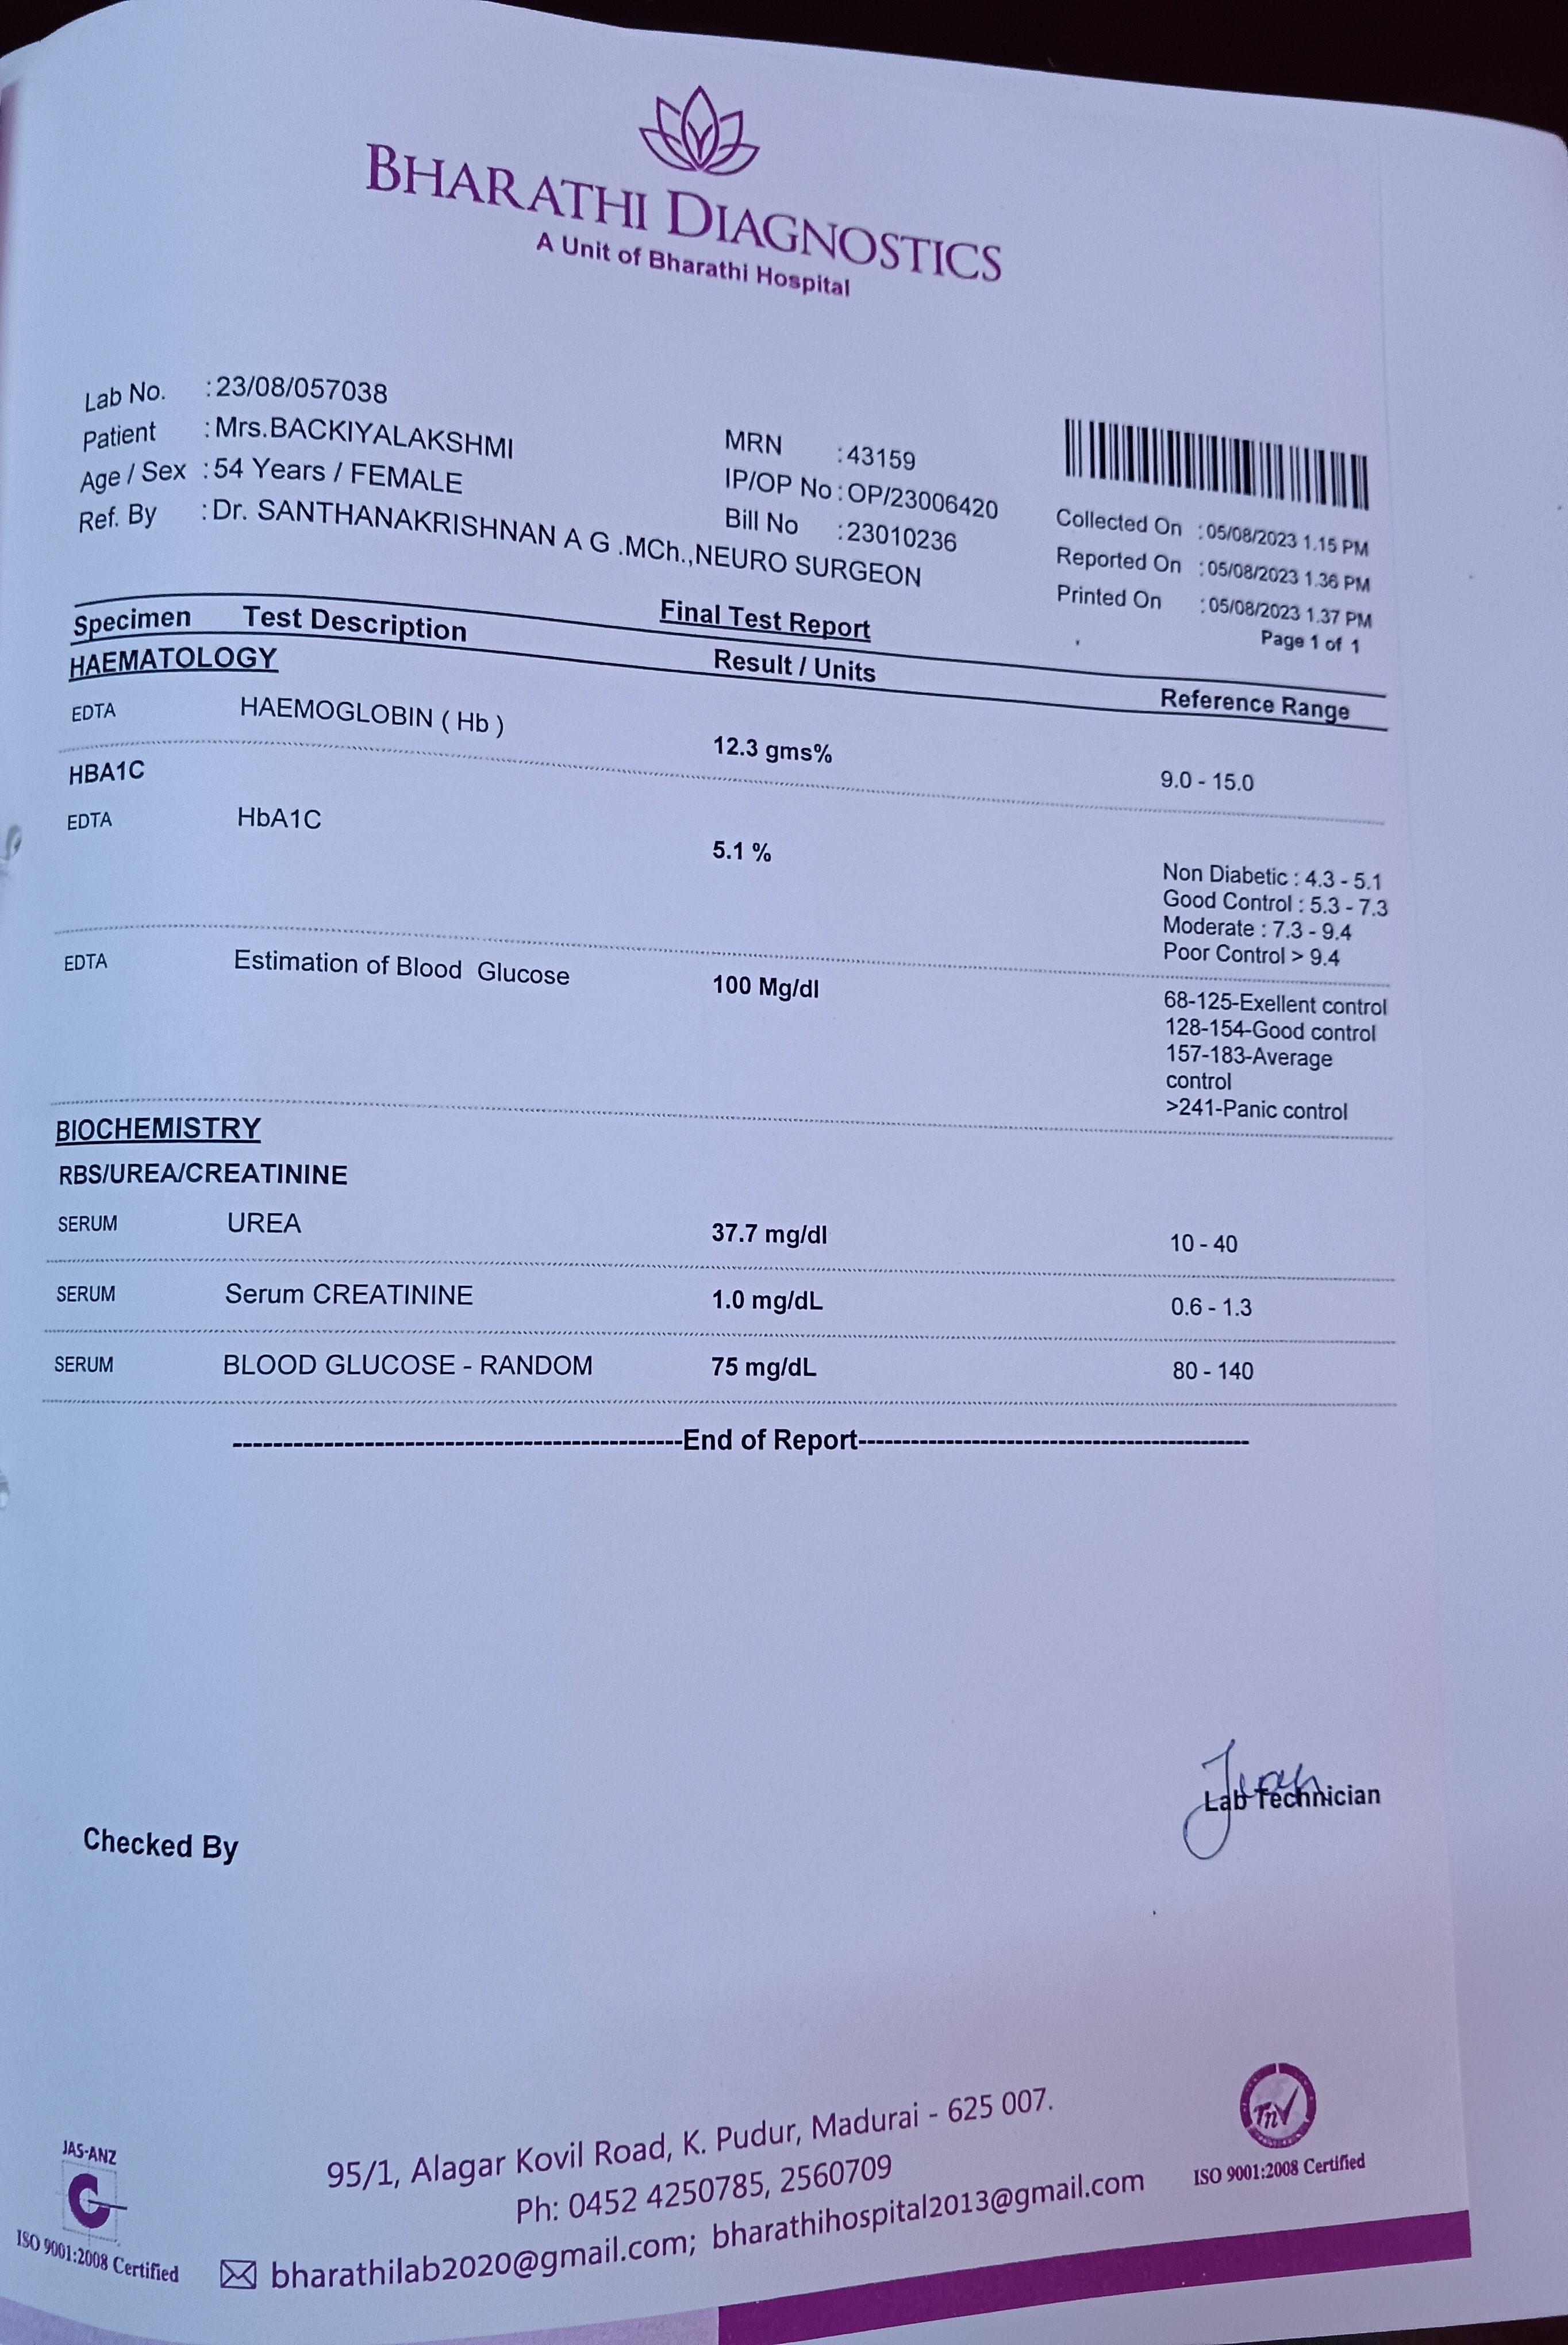 BHARATHI DIAGNOSTICS
A Unit of Bharathi Hospital
Lab No. :23/08/057038
Patient :Mrs.BACKIYALAKSHMI
Age / Sex :54 Years / FEMALE
Ref. By :Dr. SANTHANAKRISHNAN A G .MCh.,NEURO SURGEON
MRN :43159
IP/OP No :OP/23006420
Bill No :23010236
Collected On :05/08/2023 1.15 PM
Reported On :05/08/2023 1.36 PM
Printed On :05/08/2023 1.37 PM
Page 1 of 1
Final Test Report
Specimen Test Description Result / Units Reference Range
HAEMATOLOGY
EDTA HAEMOGLOBIN ( Hb ) 12.3 gms% 9.0 - 15.0
HBA1C
EDTA HbA1C 5.1 % Non Diabetic : 4.3 - 5.1
Good Control : 5.3 - 7.3
Moderate : 7.3 - 9.4
Poor Control > 9.4
EDTA Estimation of Blood Glucose 100 Mg/dl 68-125-Exellent control
128-154-Good control
157-183-Average
control
>241-Panic control
BIOCHEMISTRY
RBS/UREA/CREATININE
SERUM UREA 37.7 mg/dl 10 - 40
SERUM Serum CREATININE 1.0 mg/dL 0.6 - 1.3
SERUM BLOOD GLUCOSE - RANDOM 75 mg/dL 80 - 140
--------------------------------------------End of Report--------------------------------------
Lab Technician
Checked By
JAS-ANZ
ISO 9001:2008 Certified
95/1, Alagar Kovil Road, K. Pudur, Madurai - 625 007.
Ph: 0452 4250785, 2560709
bharathilab2020@gmail.com; bharathihospital2013@gmail.com
TnV
ISO 9001:2008 Certified